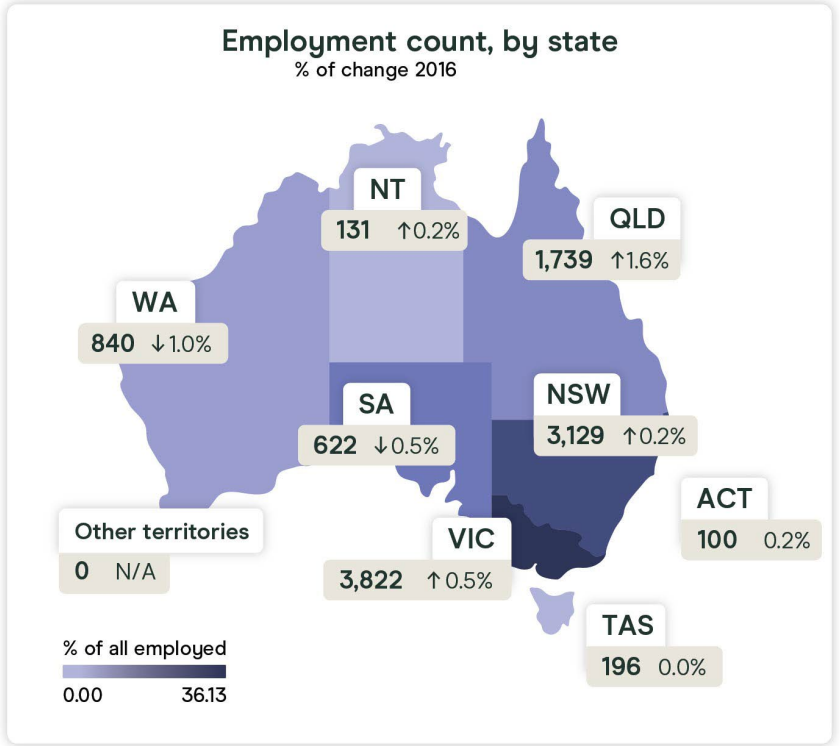 Employment count, by state
% of change 2016
NT
131 ↑0.2%
QLD
1,739 ↑1.6%
WA
840 ↓1.0%
SA
622 ↓0.5%
NSW
3,129 ↑0.2%
ACT
100 0.2%
Other territories
0 N/A
VIC
3,822 ↑0.5%
TAS
196 0.0%
% of all employed
0.00 36.13